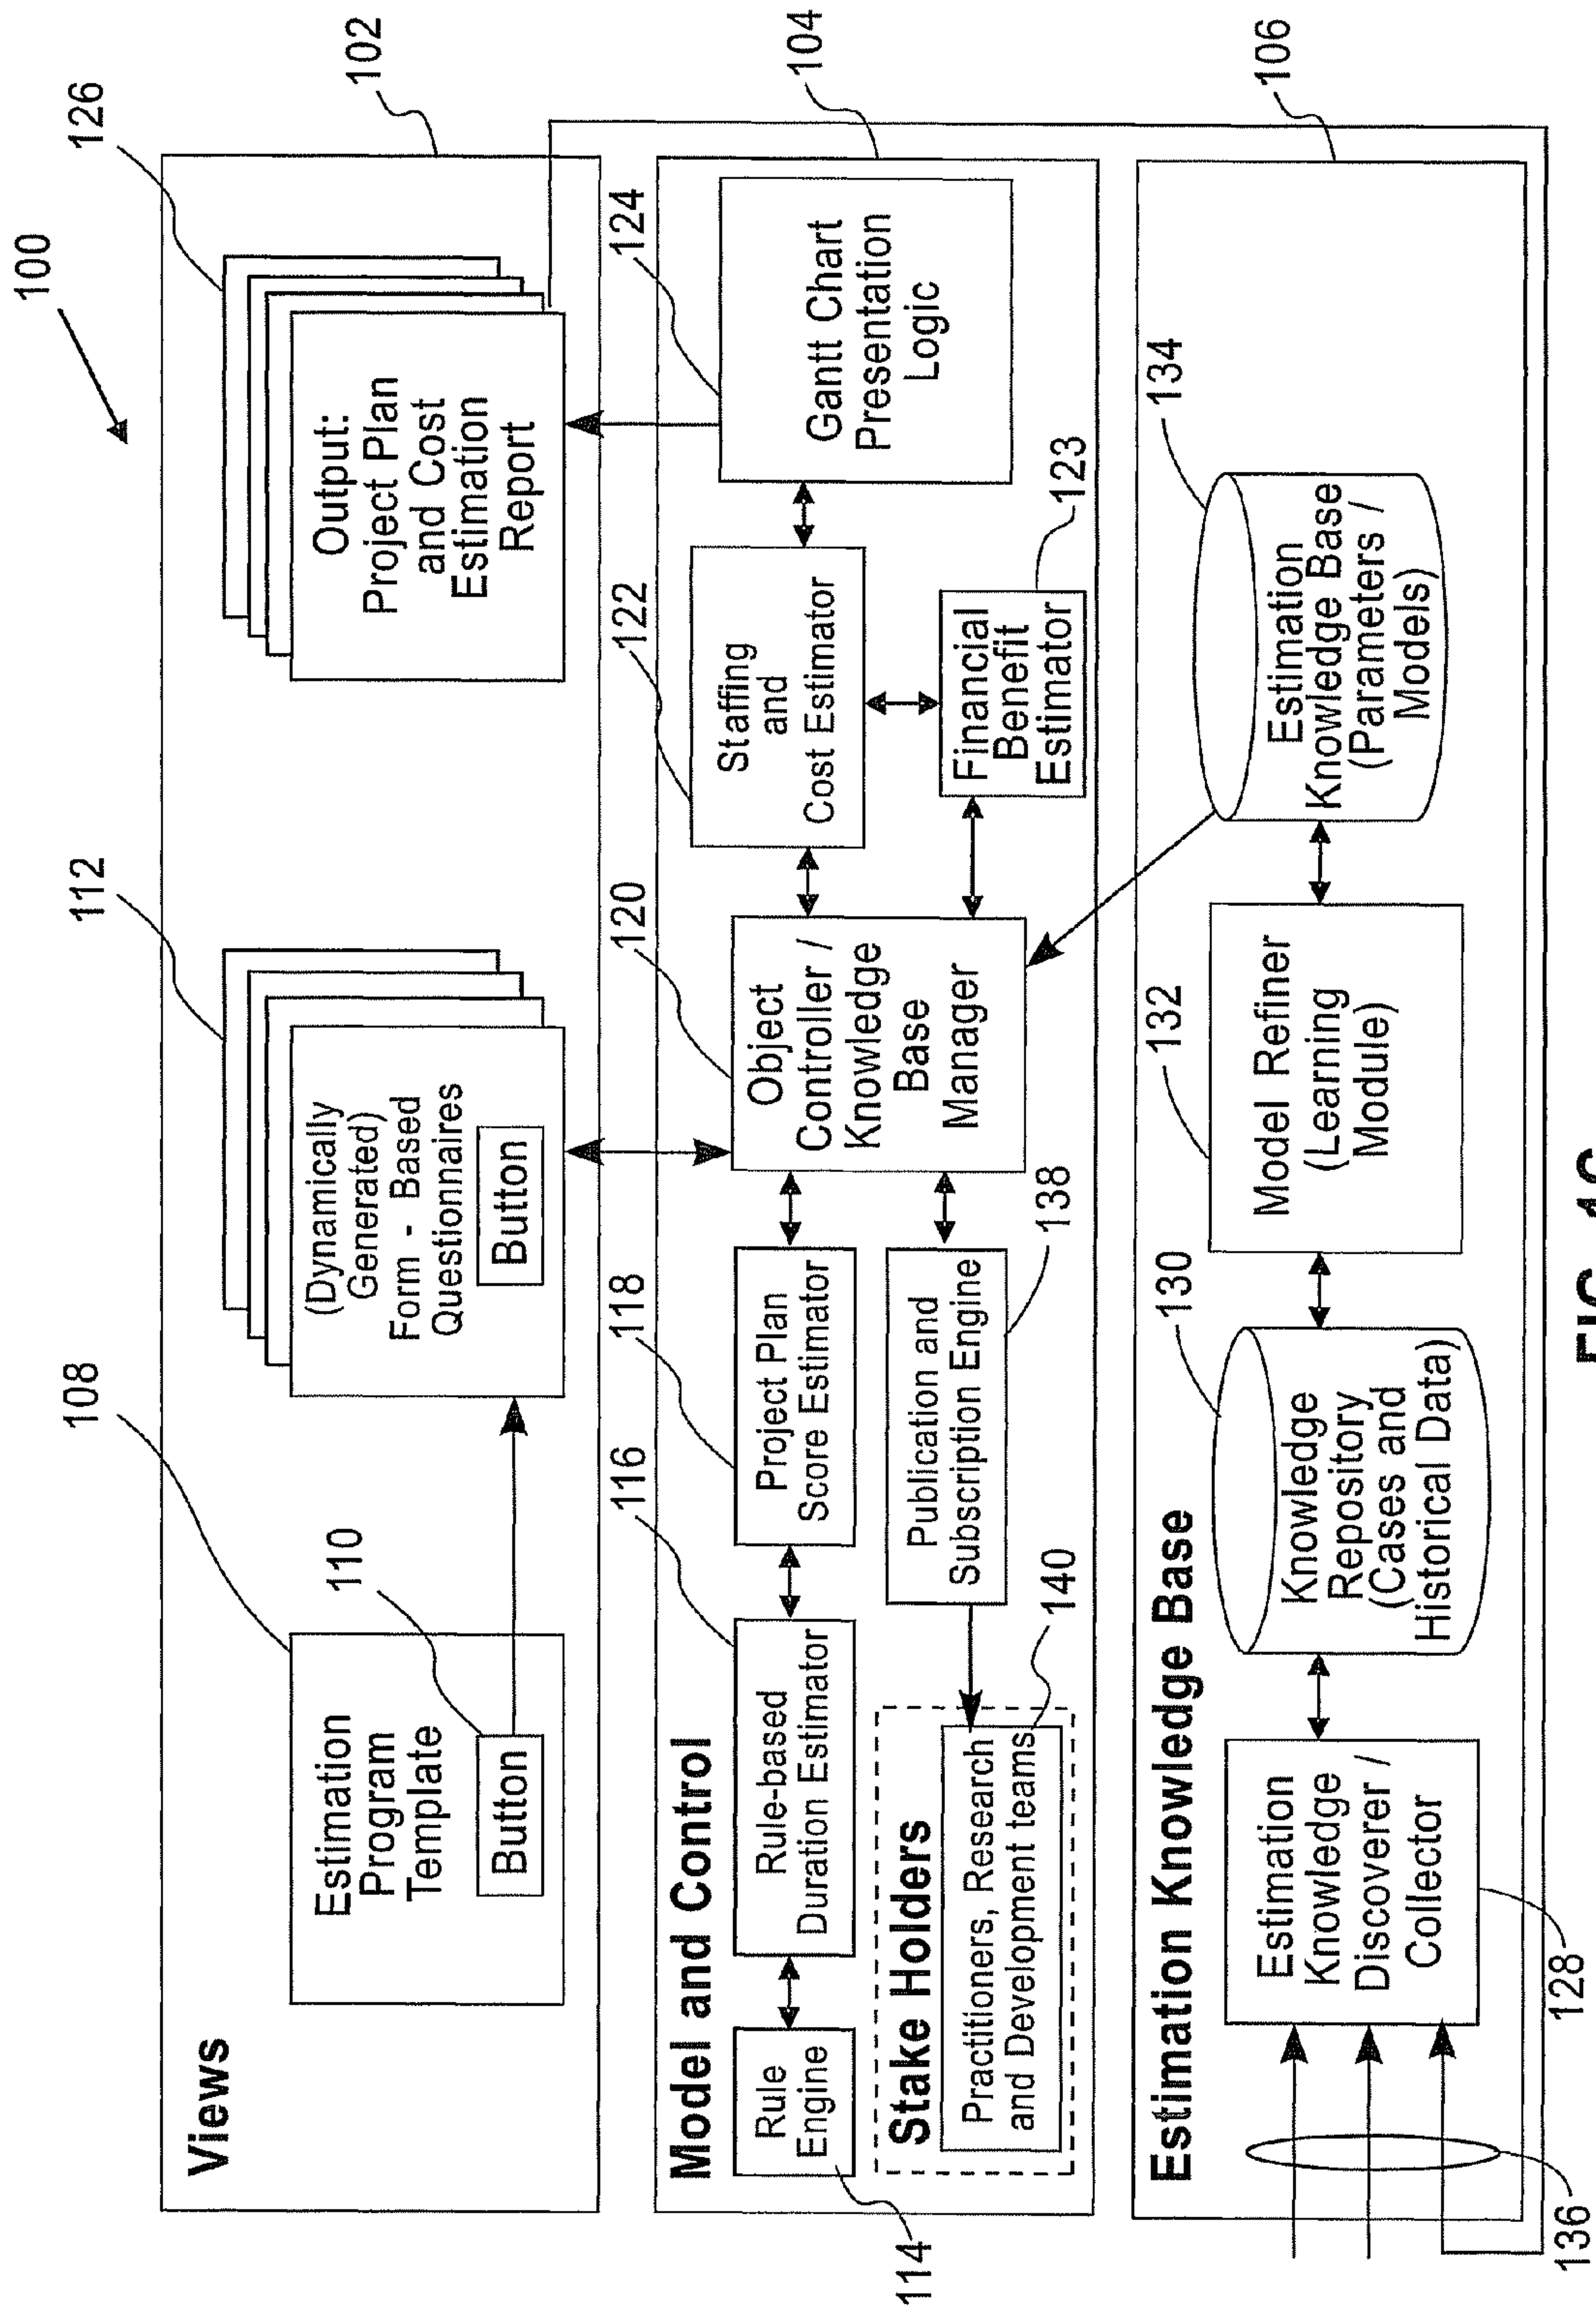 100
Views
102
108
Estimation
Program
Template
110
Button
112
(Dynamically
Generated)
Form - Based
Questionnaires
Button
126
Output:
Project Plan
and Cost
Estimation
Report
Model and Control
104
114
Rule
Engine
116
Rule-based
Duration Estimator
118
Project Plan
Score Estimator
120
Object
Controller /
Knowledge
Base
Manager
122
Staffing
and
Cost Estimator
124
Gantt Chart
Presentation
Logic
123
Financial
Benefit
Estimator
Stake Holders
Practitioners, Research
and Development teams
140
Publication and
Subscription Engine
138
Estimation Knowledge Base
106
136
128
Estimation
Knowledge
Discoverer /
Collector
130
Knowledge
Repository
(Cases and
Historical Data)
132
Model Refiner
(Learning
Module)
134
Estimation
Knowledge Base
(Parameters /
Models)